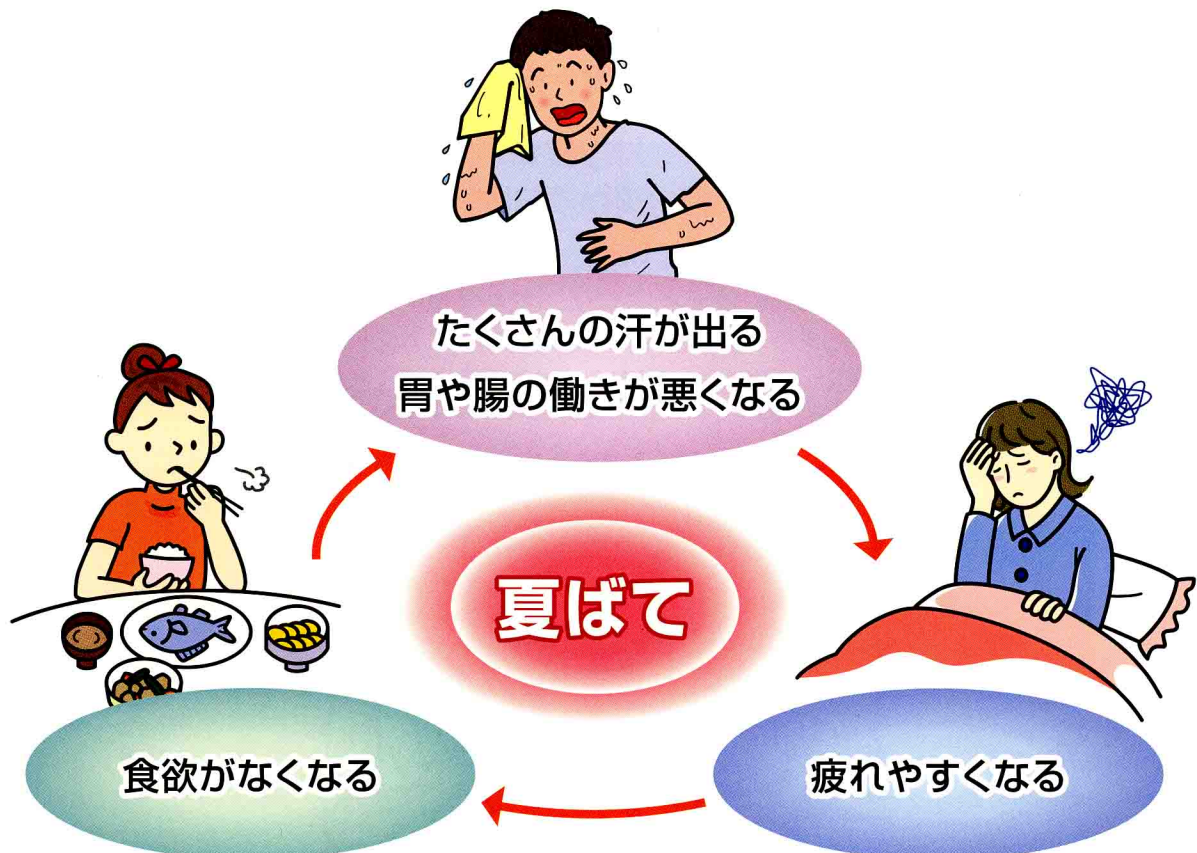 たくさんの汗が出る
胃や腸の働きが悪くなる
夏ばて
食欲がなくなる
疲れやすくなる